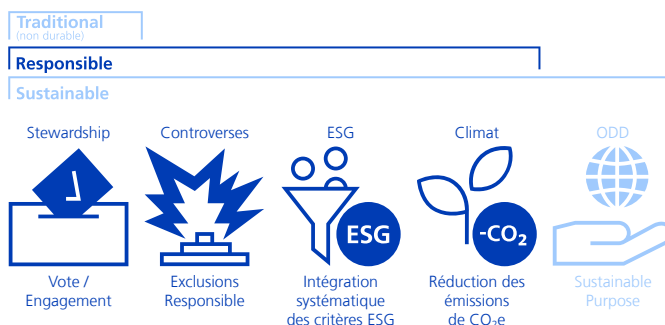 Traditional
(non durable)
Responsible
Sustainable
Stewardship
Controverses
ESG
Climat
ODD
ESG
-CO₂
Vote /
Engagement
Exclusions
Responsible
Intégration
systématique
des critères ESG
Réduction des
émissions
de CO₂e
Sustainable
Purpose